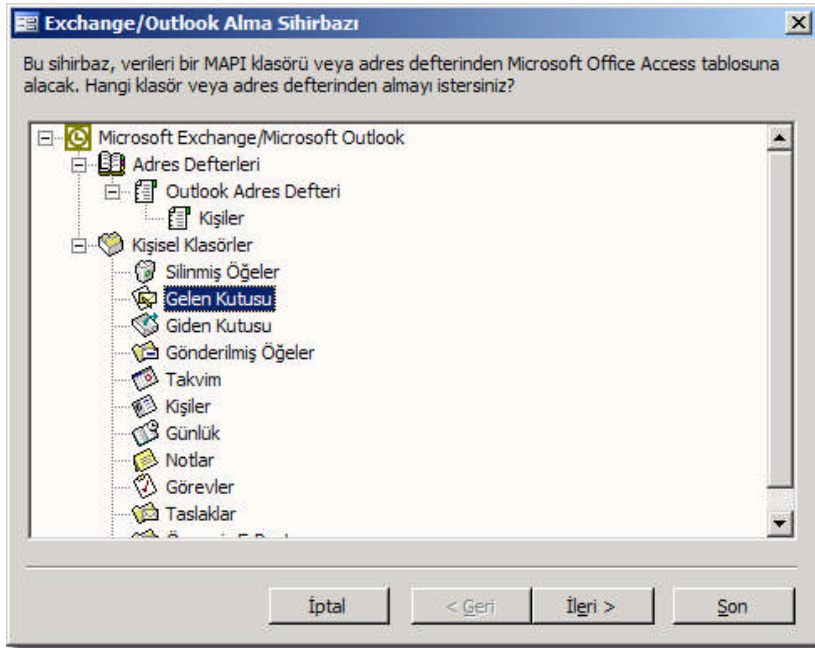 Exchange/Outlook Alma Sihirbazı
Bu sihirbaz, verileri bir MAPI klasörü veya adres defterinden Microsoft Office Access tablosuna
alacak. Hangi klasör veya adres defterinden almayı istersiniz?
Microsoft Exchange/Microsoft Outlook
Adres Defterleri
Outlook Adres Defteri
Kişiler
Kişisel Klasörler
Silinmiş Öğeler
Gelen Kutusu
Giden Kutusu
Gönderilmiş Öğeler
Takvim
Kişiler
Günlük
Notlar
Görevler
Taslaklar
İptal
< Geri
İleri >
Son